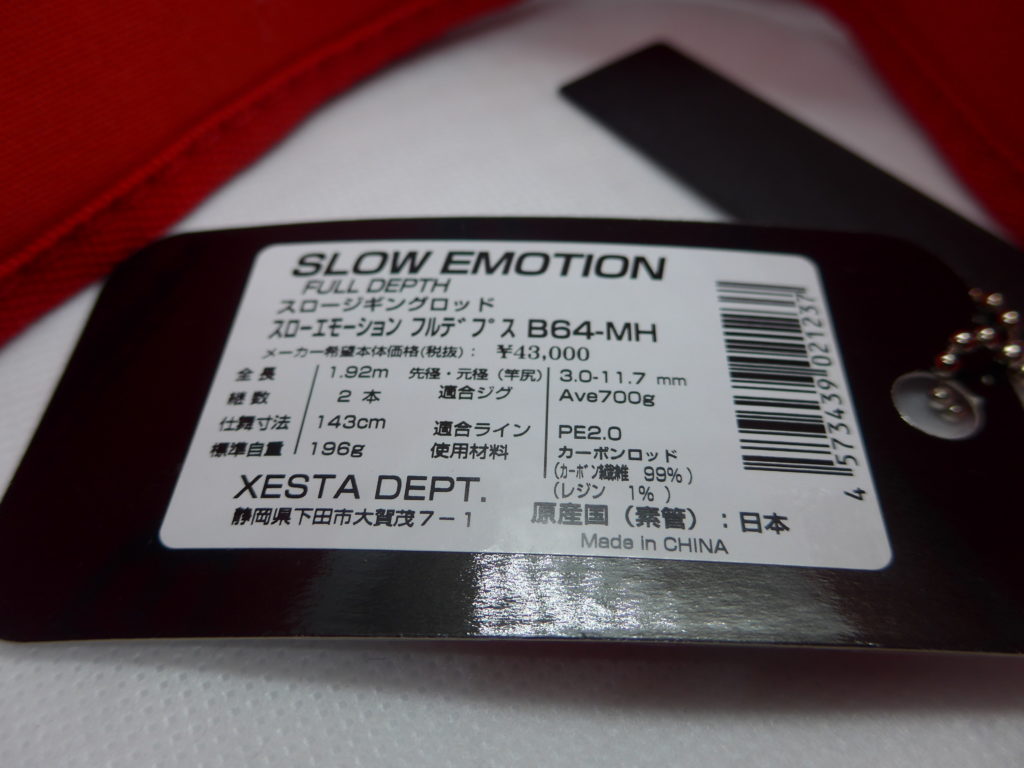 SLOW EMOTION
FULL DEPTH
スロージギングロッド
スローエモーション フルデプス B64-MH
メーカー希望本体価格(税抜): ¥43,000
全長 1.92m 先径・元径(竿尻) 3.0-11.7 mm
継数 2 本 適合ジグ Ave700g
仕舞寸法 143cm 適合ライン PE2.0
標準自重 196g 使用材料 カーボンロッド
(カーボン繊維 99%)
(レジン 1%)
XESTA DEPT.
静岡県下田市大賀茂7-1
原産国(素管):日本
Made in CHINA
4 573439 021237